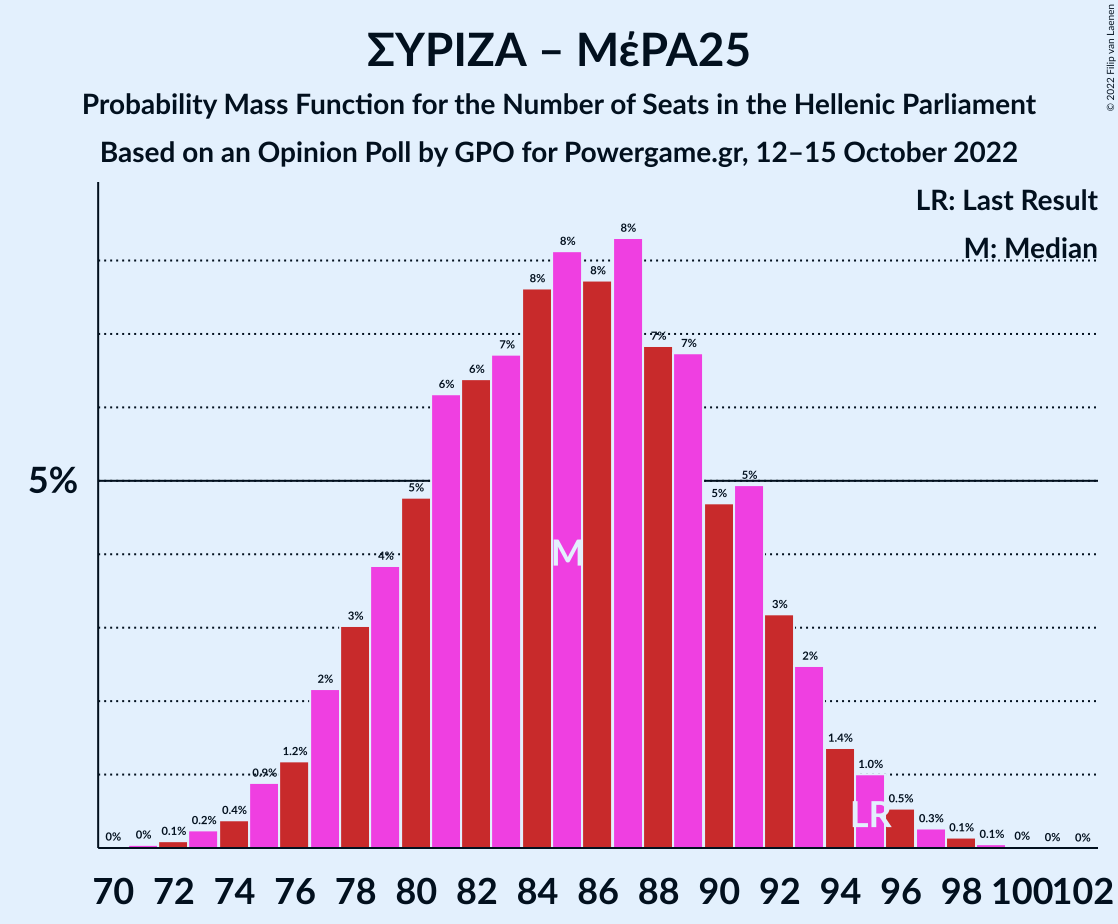 ΣΥΡΙΖΑ – ΜέΡΑ25
Probability Mass Function for the Number of Seats in the Hellenic Parliament
Based on an Opinion Poll by GPO for Powergame.gr, 12–15 October 2022
© 2022 Filip van Laenen
LR: Last Result
M: Median
5%
0% 0% 0.1% 0.2% 0.4% 0.9% 1.2% 2% 3% 4% 5% 6% 6% 7% 8% 8% 8% 8% 7% 7% 5% 5% 3% 2% 1.4% 1.0% 0.5% 0.3% 0.1% 0.1% 0% 0% 0%
M
LR
70 72 74 76 78 80 82 84 86 88 90 92 94 96 98 100 102